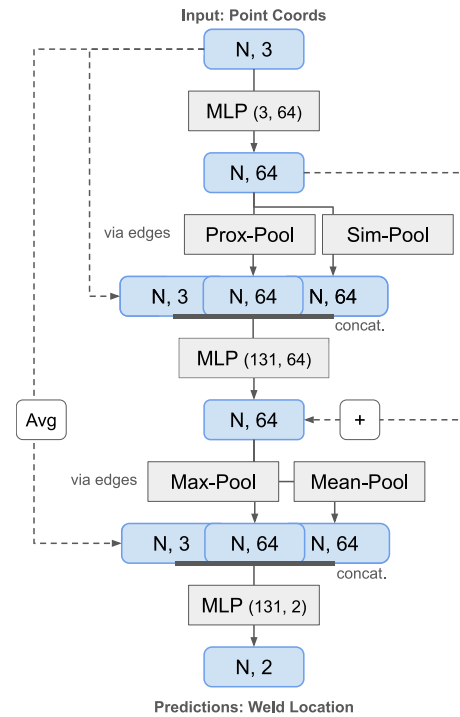 Input: Point Coords
N, 3
MLP (3, 64)
N, 64
via edges
Prox-Pool
Sim-Pool
N, 3
N, 64
N, 64
concat.
MLP (131, 64)
Avg
N, 64
+
via edges
Max-Pool
Mean-Pool
N, 3
N, 64
N, 64
concat.
MLP (131, 2)
N, 2
Predictions: Weld Location